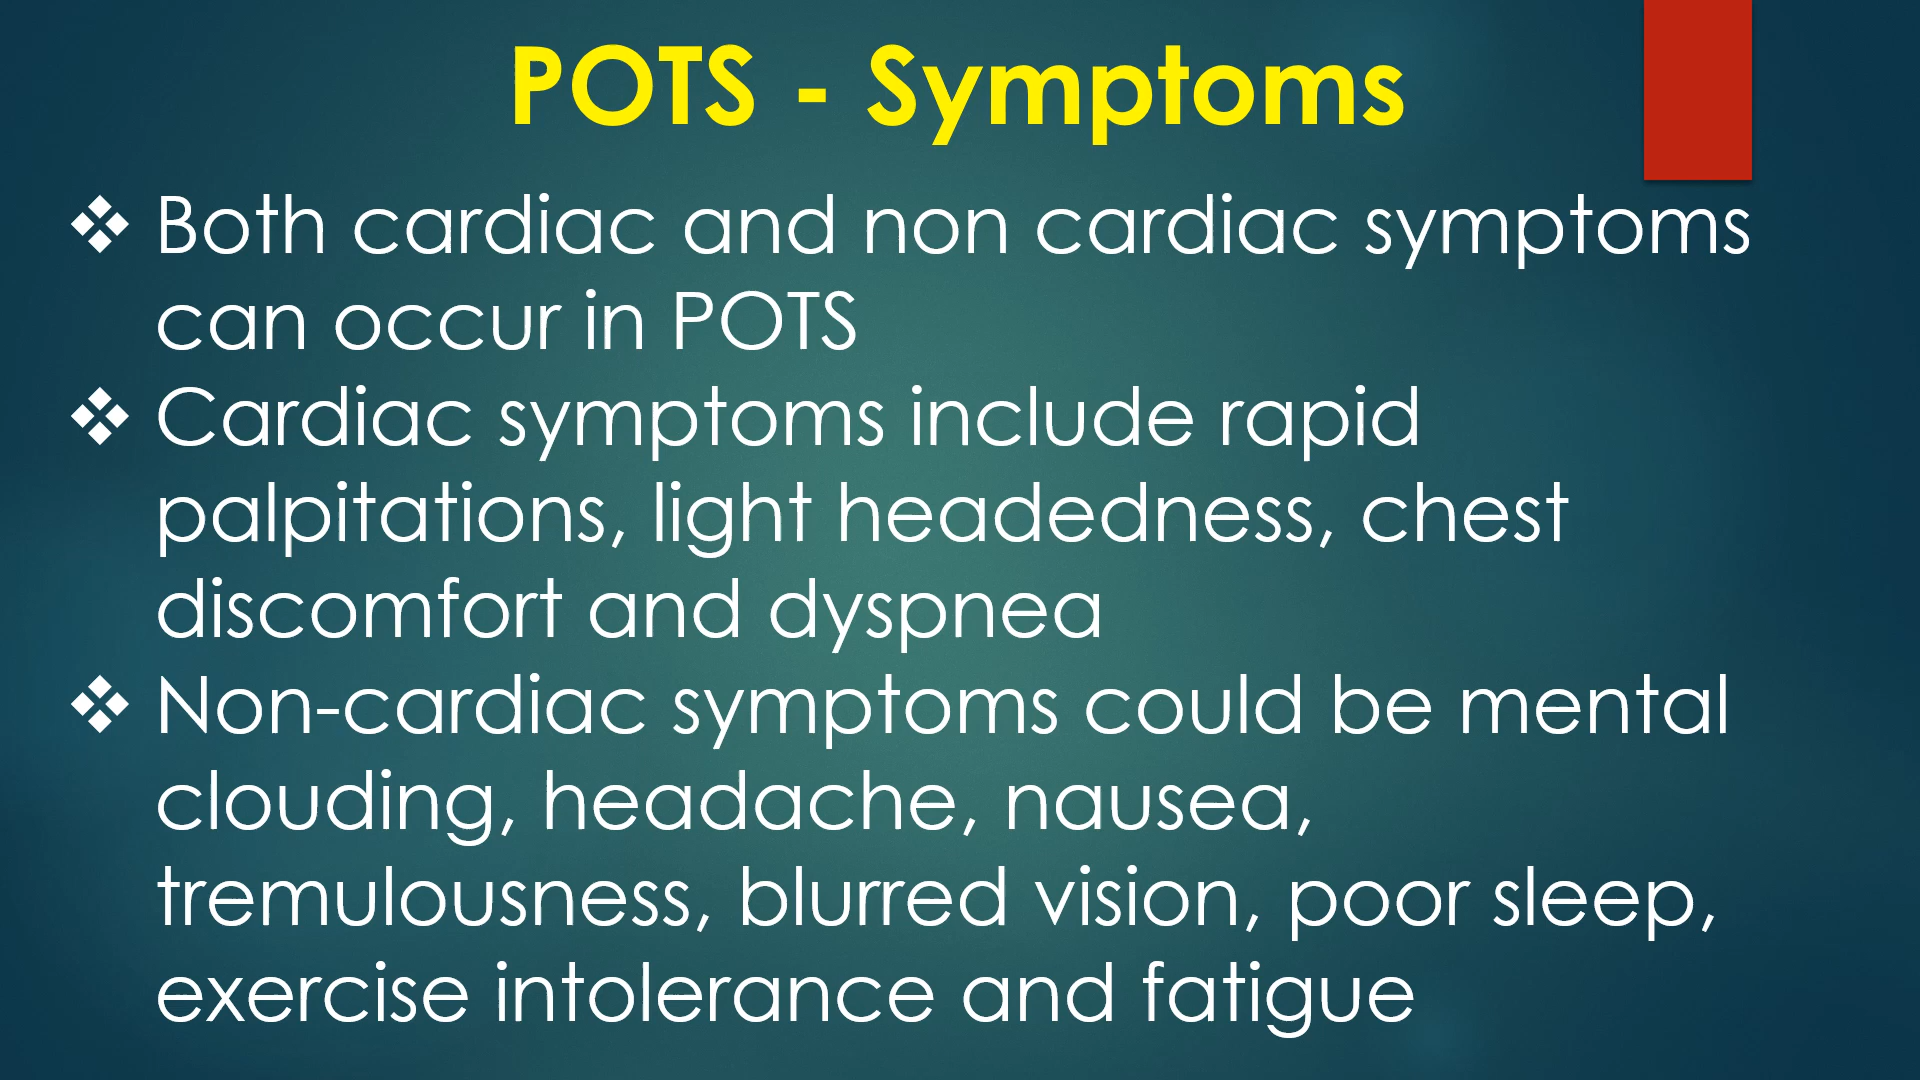 POTS - Symptoms
❖ Both cardiac and non cardiac symptoms
can occur in POTS
❖ Cardiac symptoms include rapid
palpitations, light headedness, chest
discomfort and dyspnea
❖ Non-cardiac symptoms could be mental
clouding, headache, nausea,
tremulousness, blurred vision, poor sleep,
exercise intolerance and fatigue